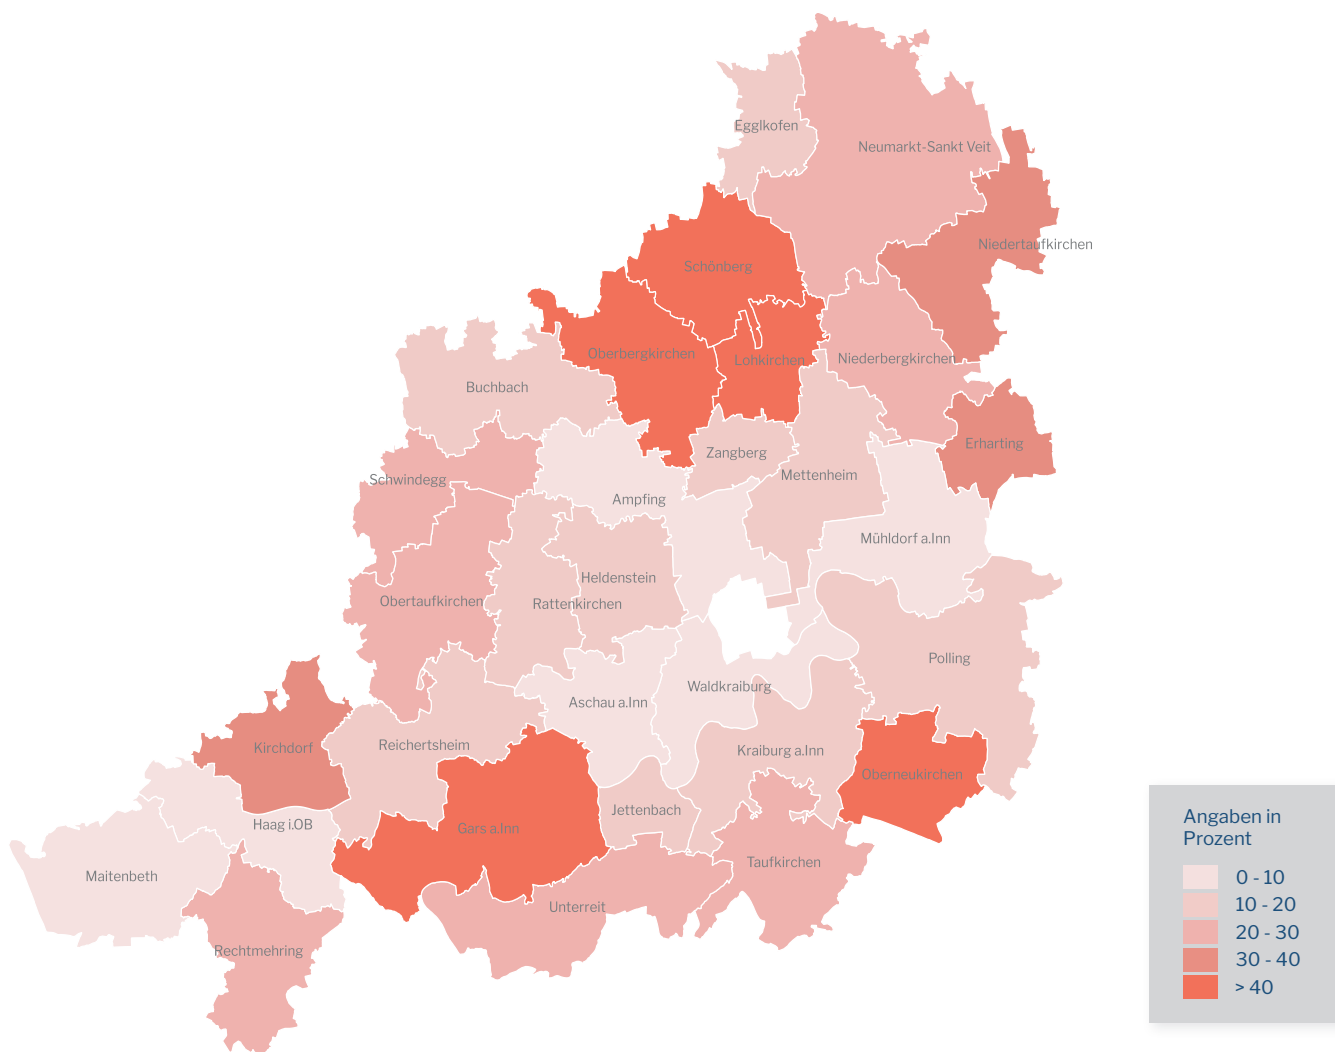 Egglkofen
Neumarkt-Sankt Veit
Niedertaufkirchen
Schönberg
Oberbergkirchen
Lohkirchen
Niederbergkirchen
Buchbach
Erharting
Zangberg
Mettenheim
Schwindegg
Ampfing
Mühldorf a.Inn
Heldenstein
Obertaufkirchen
Rattenkirchen
Polling
Waldkraiburg
Aschau a.Inn
Reichertsheim
Kirchdorf
Kraiburg a.Inn
Oberneukirchen
Jettenbach
Haag i.OB
Gars a.Inn
Taufkirchen
Maitenbeth
Unterreit
Rechtmehring
Angaben in
Prozent
0 - 10
10 - 20
20 - 30
30 - 40
> 40